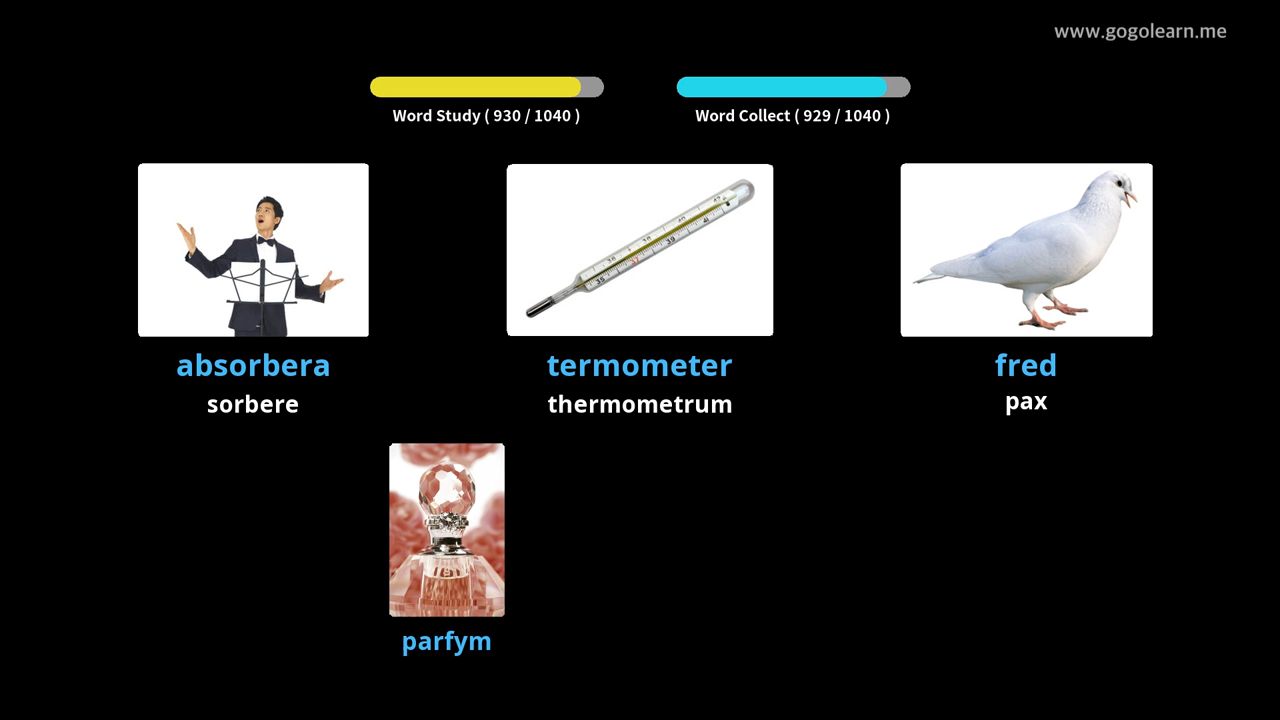 www.gogolearn.me
Word Study ( 930 / 1040 )
Word Collect ( 929 / 1040 )
absorbera
sorbere
termometer
thermometrum
fred
pax
parfym